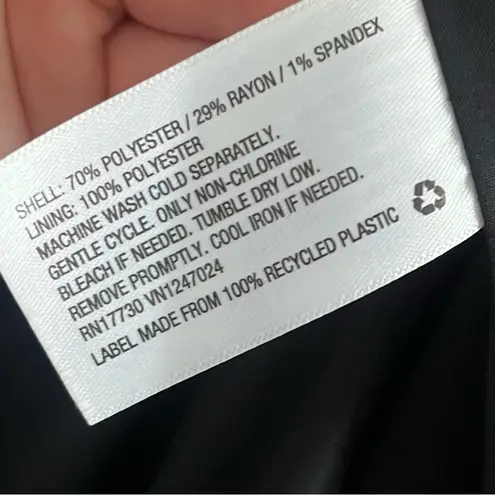 SHELL: 70% POLYESTER / 29% RAYON / 1% SPANDEX
LINING: 100% POLYESTER
MACHINE WASH COLD SEPARATELY.
GENTLE CYCLE. ONLY NON-CHLORINE
BLEACH IF NEEDED. TUMBLE DRY LOW.
REMOVE PROMPTLY. COOL IRON IF NEEDED.
RN17730 VN1247024
LABEL MADE FROM 100% RECYCLED PLASTIC